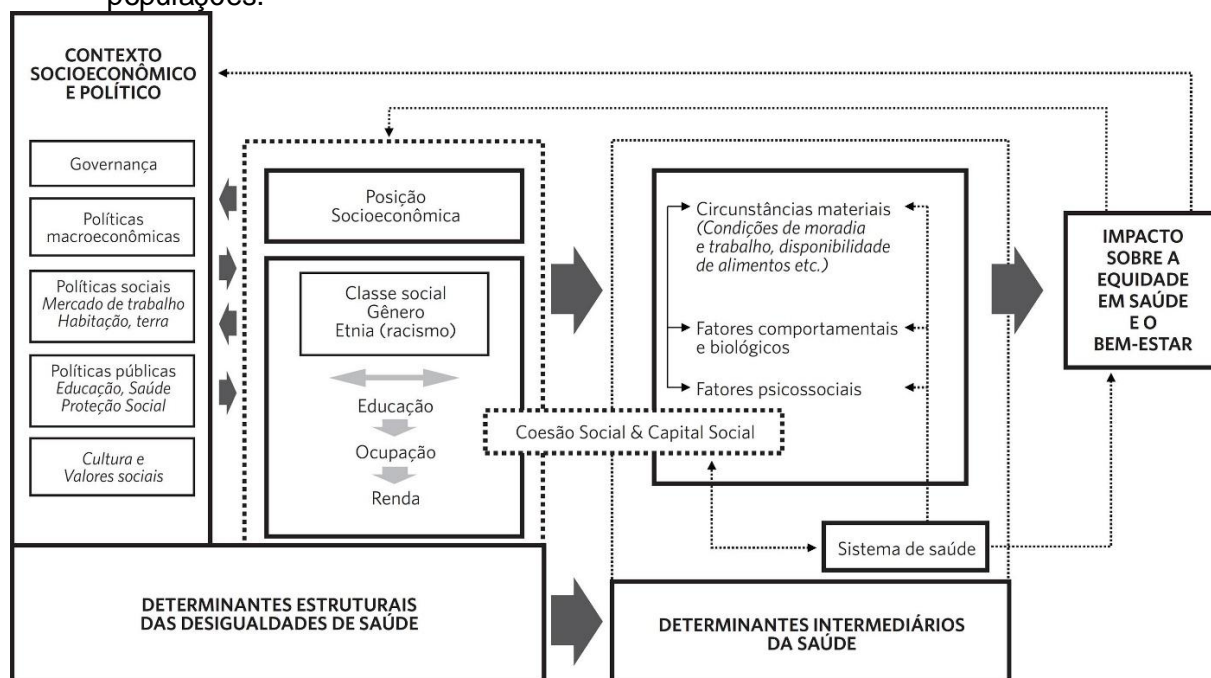 populações.
CONTEXTO
SOCIOECONÔMICO
E POLÍTICO
Governança
Políticas
macroeconômicas
Políticas sociais
Mercado de trabalho
Habitação, terra
Políticas públicas
Educação, Saúde
Proteção Social
Cultura e
Valores sociais
Posição
Socioeconômica
Classe social
Gênero
Etnia (racismo)
Educação
Ocupação
Renda
Coesão Social & Capital Social
Circunstâncias materiais
(Condições de moradia
e trabalho, disponibilidade
de alimentos etc.)
Fatores comportamentais
e biológicos
Fatores psicossociais
Sistema de saúde
IMPACTO
SOBRE A
EQUIDADE
EM SAÚDE
E O
BEM-ESTAR
DETERMINANTES ESTRUTURAIS
DAS DESIGUALDADES DE SAÚDE
DETERMINANTES INTERMEDIÁRIOS
DA SAÚDE